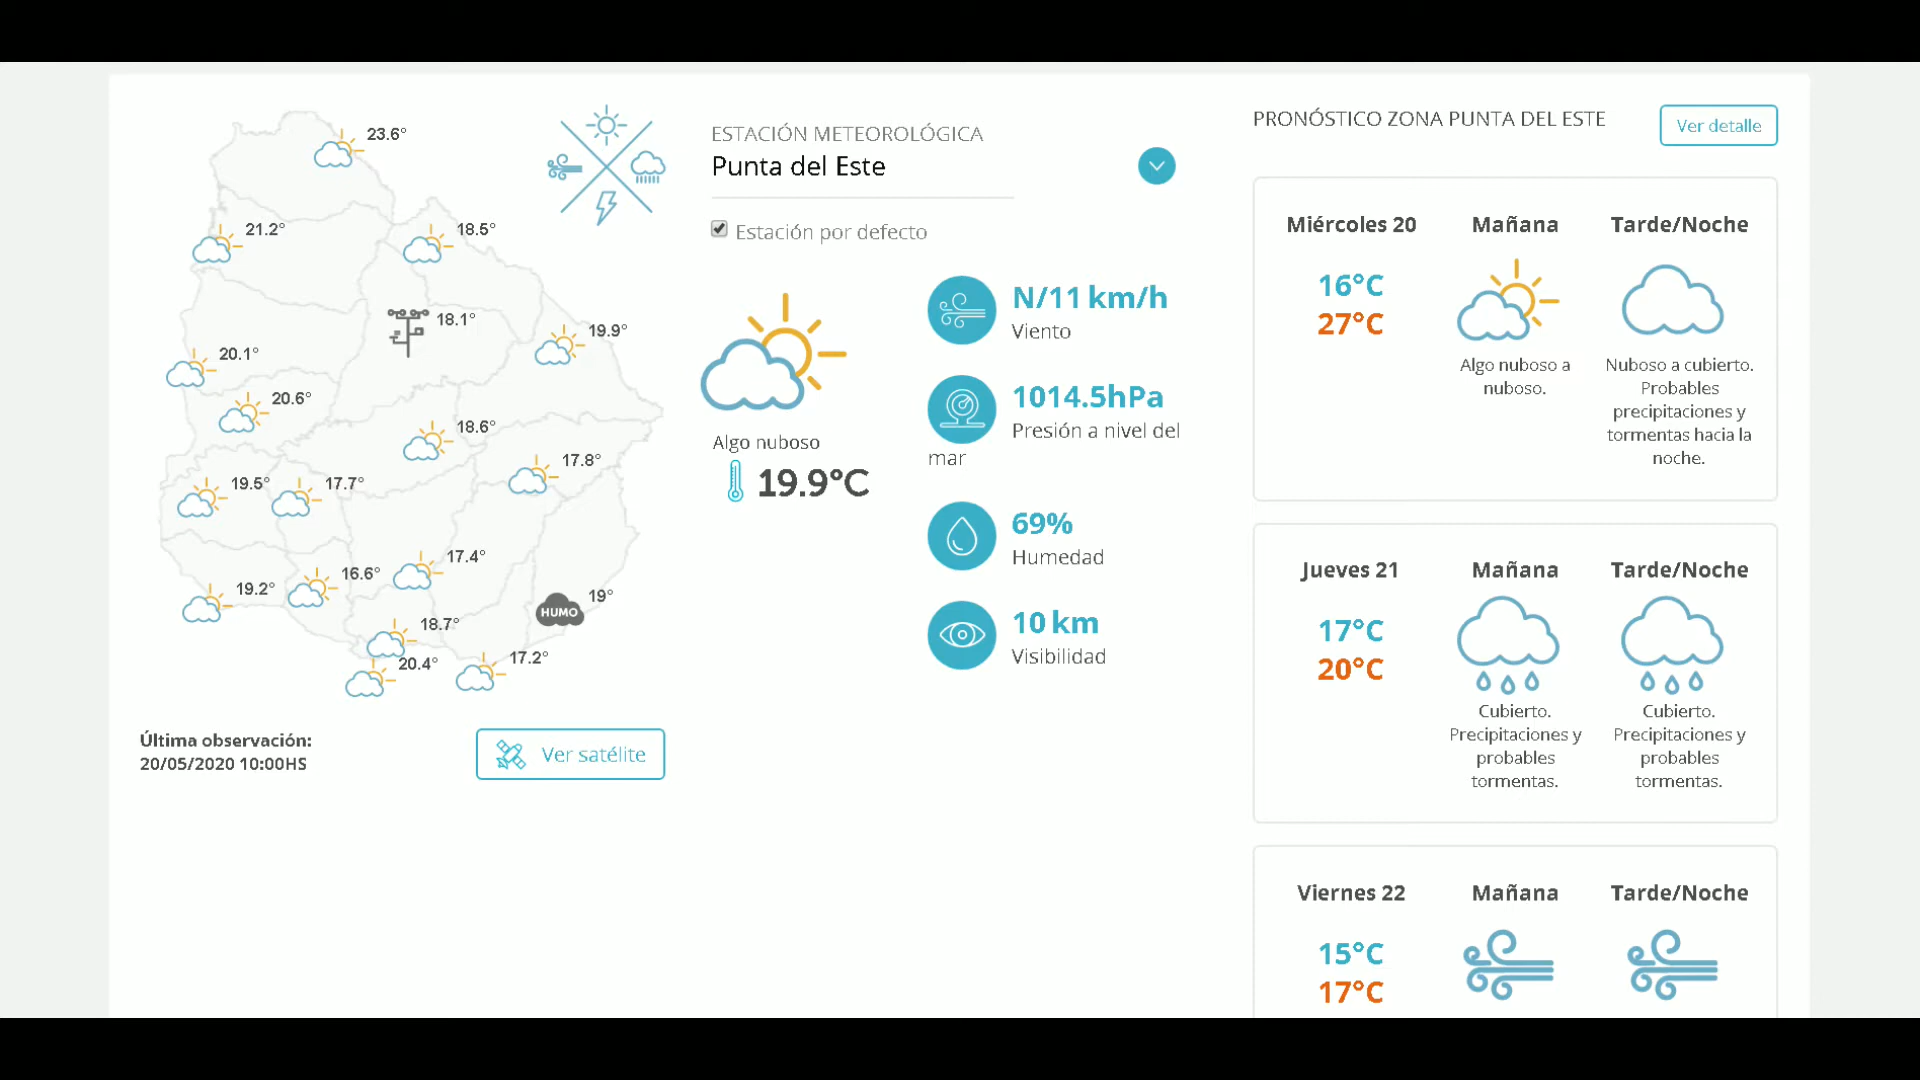 23.6°
21.2°
18.5°
18.1°
19.9°
20.1°
20.6°
18.6°
17.8°
19.5°
17.7°
17.4°
16.6°
19.2°
HUMO
19°
18.7°
20.4°
17.2°
Última observación:
20/05/2020 10:00HS
Ver satélite
ESTACIÓN METEOROLÓGICA
Punta del Este
Estación por defecto
Algo nuboso
19.9°C
N/11 km/h
Viento
1014.5hPa
Presión a nivel del
mar
69%
Humedad
10 km
Visibilidad
PRONÓSTICO ZONA PUNTA DEL ESTE
Ver detalle
Miércoles 20
16°C
27°C
Mañana
Algo nuboso a
nuboso.
Tarde/Noche
Nuboso a cubierto.
Probables
precipitaciones y
tormentas hacia la
noche.
Jueves 21
17°C
20°C
Mañana
Cubierto.
Precipitaciones y
probables
tormentas.
Tarde/Noche
Cubierto.
Precipitaciones y
probables
tormentas.
Viernes 22
15°C
17°C
Mañana
Tarde/Noche